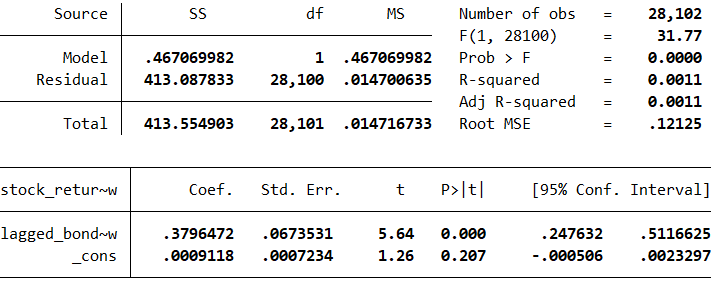 Source SS df MS Number of obs = 28,102
F(1, 28100) = 31.77
Model .467069982 1 .467069982 Prob > F = 0.0000
Residual 413.087833 28,100 .014700635 R-squared = 0.0011
Adj R-squared = 0.0011
Total 413.554903 28,101 .014716733 Root MSE = .12125
stock_retur~w Coef. Std. Err. t P>|t| [95% Conf. Interval]
lagged_bond~w .3796472 .0673531 5.64 0.000 .247632 .5116625
_cons .0009118 .0007234 1.26 0.207 -.000506 .0023297